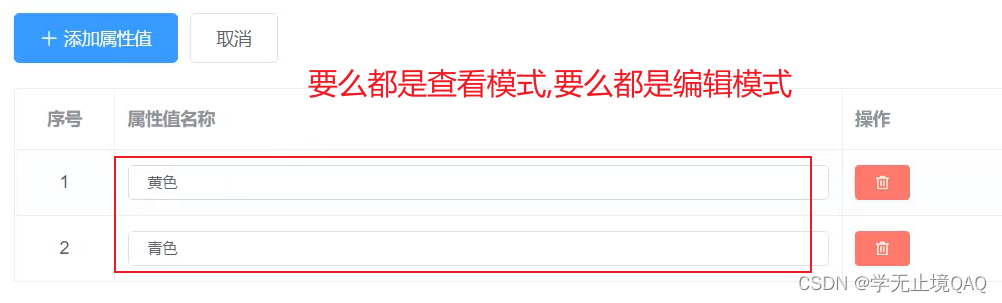 添加属性值 取消
要么都是查看模式,要么都是编辑模式
序号 属性值名称 操作
1 黄色
2 青色
CSDN @学无止境QAQ